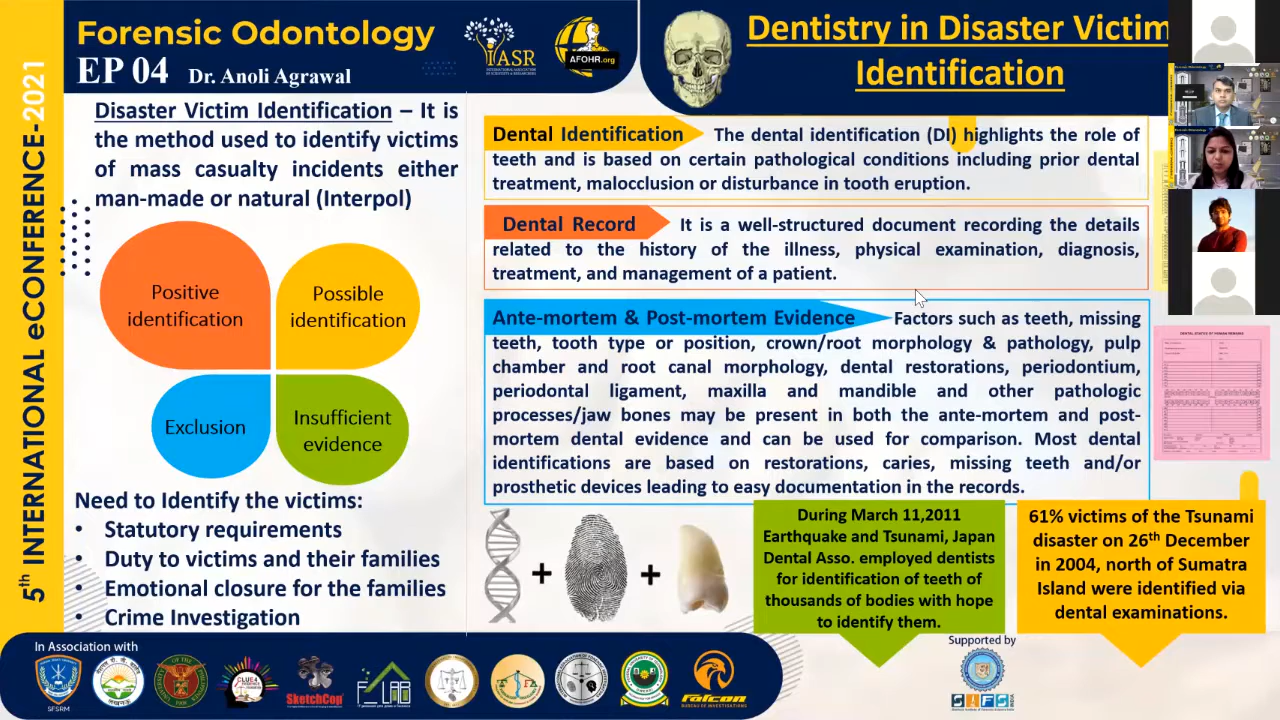 5th INTERNATIONAL eCONFERENCE-2021
Forensic Odontology
EP 04 Dr. Anoli Agrawal
IASR
AFOHR.org
Dentistry in Disaster Victim
Identification
Disaster Victim Identification – It is
the method used to identify victims
of mass casualty incidents either
man-made or natural (Interpol)
Positive
identification
Possible
identification
Exclusion
Insufficient
evidence
Need to Identify the victims:
• Statutory requirements
• Duty to victims and their families
• Emotional closure for the families
• Crime Investigation
Dental Identification The dental identification (DI) highlights the role of
teeth and is based on certain pathological conditions including prior dental
treatment, malocclusion or disturbance in tooth eruption.
Dental Record It is a well-structured document recording the details
related to the history of the illness, physical examination, diagnosis,
treatment, and management of a patient.
Ante-mortem & Post-mortem Evidence Factors such as teeth, missing
teeth, tooth type or position, crown/root morphology & pathology, pulp
chamber and root canal morphology, dental restorations, periodontium,
periodontal ligament, maxilla and mandible and other pathologic
processes/jaw bones may be present in both the ante-mortem and post-
mortem dental evidence and can be used for comparison. Most dental
identifications are based on restorations, caries, missing teeth and/or
prosthetic devices leading to easy documentation in the records.
+ +
During March 11,2011
Earthquake and Tsunami, Japan
Dental Asso. employed dentists
for identification of teeth of
thousands of bodies with hope
to identify them.
61% victims of the Tsunami
disaster on 26th December
in 2004, north of Sumatra
Island were identified via
dental examinations.
In Association with
SFSRM
CLUE4
SketchCop
F-LAB
Falcon
BUREAU OF INVESTIGATIONS
Supported by
SIFS INDIA